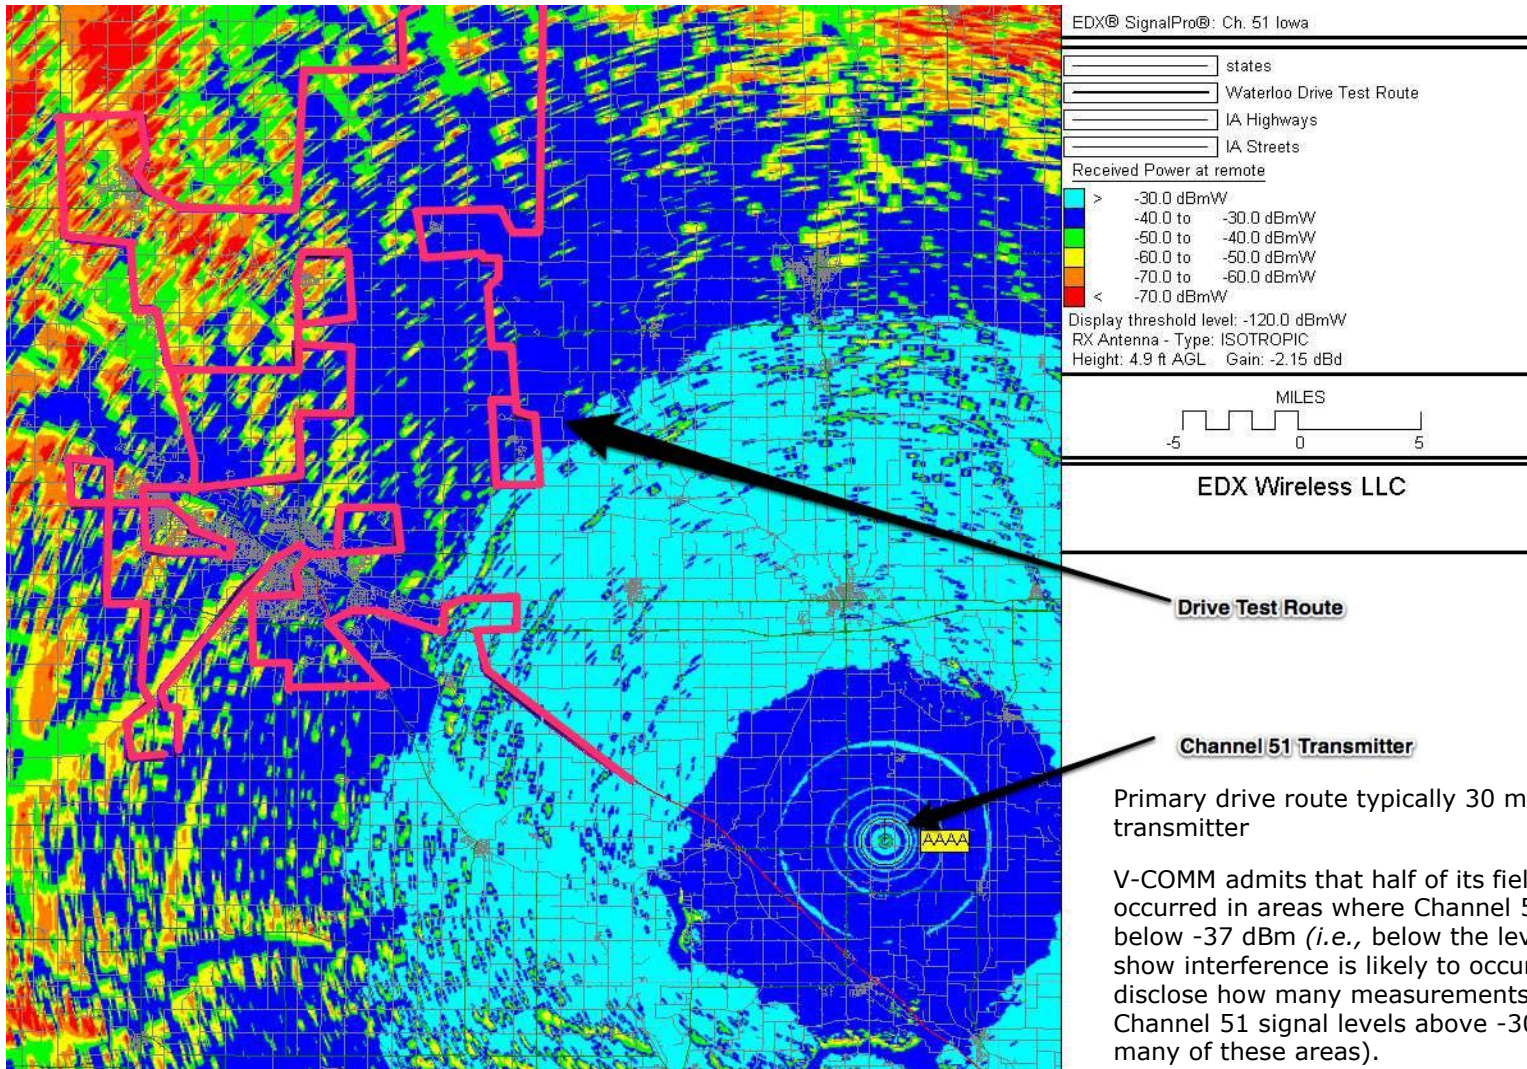 EDX® SignalPro®: Ch. 51 Iowa
states
Waterloo Drive Test Route
IA Highways
IA Streets
Received Power at remote
> -30.0 dBmW
-40.0 to -30.0 dBmW
-50.0 to -40.0 dBmW
-60.0 to -50.0 dBmW
-70.0 to -60.0 dBmW
< -70.0 dBmW
Display threshold level: -120.0 dBmW
RX Antenna - Type: ISOTROPIC
Height: 4.9 ft AGL Gain: -2.15 dBd
MILES
-5 0 5
EDX Wireless LLC
Drive Test Route
Channel 51 Transmitter
AAAA
Primary drive route typically 30 m
transmitter
V-COMM admits that half of its fiel
occurred in areas where Channel 5
below -37 dBm (i.e., below the lev
show interference is likely to occur
disclose how many measurements
Channel 51 signal levels above -30
many of these areas).